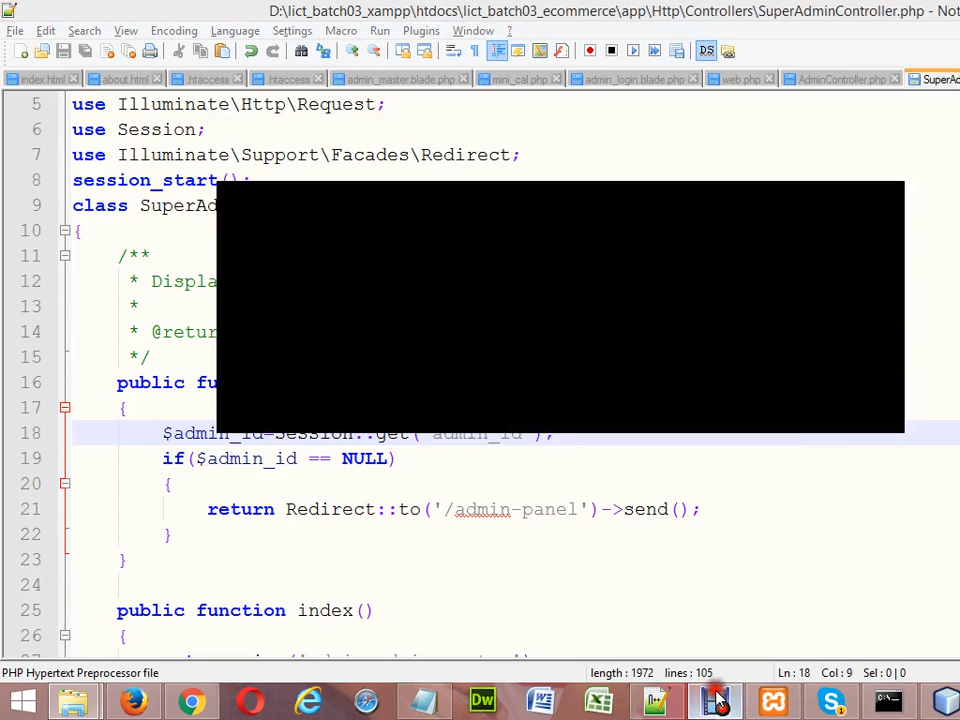 D:\lict_batch03_xampp\htdocs\lict_batch03_ecommerce\app\Http\Controllers\SuperAdminController.php - Not
File Edit Search View Encoding Language Settings Macro Run Plugins Window ?
index.html about.html .htaccess .htaccess admin_master.blade.php mini_cal.php admin_login.blade.php web.php AdminController.php SuperAd
5 use Illuminate\Http\Request;
6 use Session;
7 use Illuminate\Support\Facades\Redirect;
8 session_start();
9 class SuperAd
10 {
11 /**
12 * Displa
13 *
14 * @retur
15 */
16 public fu
17 {
18 $admin_id=Session::get('admin_id');
19 if($admin_id == NULL)
20 {
21 return Redirect::to('/admin-panel')->send();
22 }
23 }
24
25 public function index()
26 {
27
PHP Hypertext Preprocessor file length : 1972 lines : 105 Ln : 18 Col : 9 Sel : 0 | 0